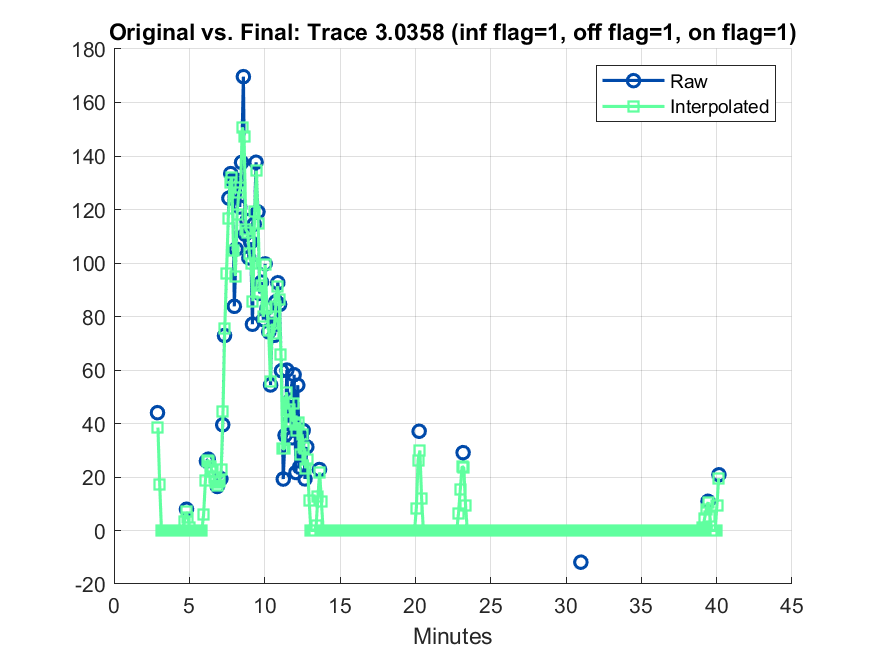 Original vs. Final: Trace 3.0358 (inf flag=1, off flag=1, on flag=1)
180
160
140
120
100
80
60
40
20
0
-20
Raw
Interpolated
0 5 10 15 20 25 30 35 40 45
Minutes